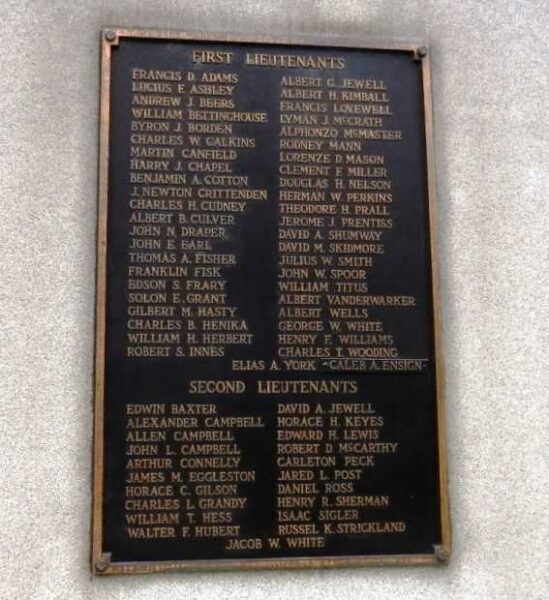 FIRST LIEUTENANTS
FRANCIS D. ADAMS
LUCIUS F. ASHLEY
ANDREW J. BEERS
WILLIAM BETTINGHOUSE
BYRON J. BORDEN
CHARLES W. CALKINS
MARTIN CANFIELD
HARRY J. CHAPEL
BENJAMIN A. COTTON
J. NEWTON CRITTENDEN
CHARLES H. CUDNEY
ALBERT B. CULVER
JOHN N. DRAPER
JOHN E. EARL
THOMAS A. FISHER
FRANKLIN FISK
EDSON S. FRARY
SOLON E. GRANT
GILBERT M. HASTY
CHARLES B. HENIKA
WILLIAM H. HERBERT
ROBERT S. INNES
ALBERT G. JEWELL
ALBERT H. KIMBALL
FRANCIS LOVEWELL
LYMAN J. McCRATH
ALPHONZO McMASTER
RODNEY MANN
LORENZE D. MASON
CLEMENT F. MILLER
DOUGLAS H. NELSON
HERMAN W. PERKINS
THEODORE H. PRALL
JEROME J. PRENTISS
DAVID A. SHUMWAY
DAVID M. SKIDMORE
JULIUS W. SMITH
JOHN W. SPOOR
WILLIAM TITUS
ALBERT VANDERWARKER
ALBERT WELLS
GEORGE W. WHITE
HENRY F. WILLIAMS
CHARLES T. WOODING
ELIAS A. YORK -CALEB A. ENSIGN-
SECOND LIEUTENANTS
EDWIN BAXTER
ALEXANDER CAMPBELL
ALLEN CAMPBELL
JOHN L. CAMPBELL
ARTHUR CONNELLY
JAMES M. EGGLESTON
HORACE C. GILSON
CHARLES L. GRANDY
WILLIAM T. HESS
WALTER F. HUBERT
DAVID A. JEWELL
HORACE H. KEYES
EDWARD H. LEWIS
ROBERT D. McCARTHY
CARLETON PECK
JARED L. POST
DANIEL ROSS
HENRY R. SHERMAN
ISAAC SIGLER
RUSSEL K. STRICKLAND
JACOB W. WHITE